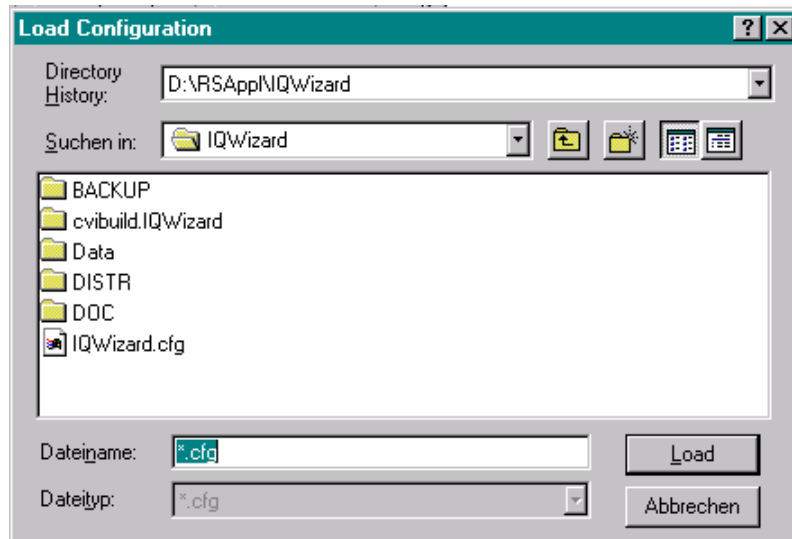 Load Configuration
Directory
History:
D:\RSAppl\IQWizard
Suchen in:
IQWizard
BACKUP
cvibuild.IQWizard
Data
DISTR
DOC
IQWizard.cfg
Dateiname:
*.cfg
Load
Dateityp:
*.cfg
Abbrechen